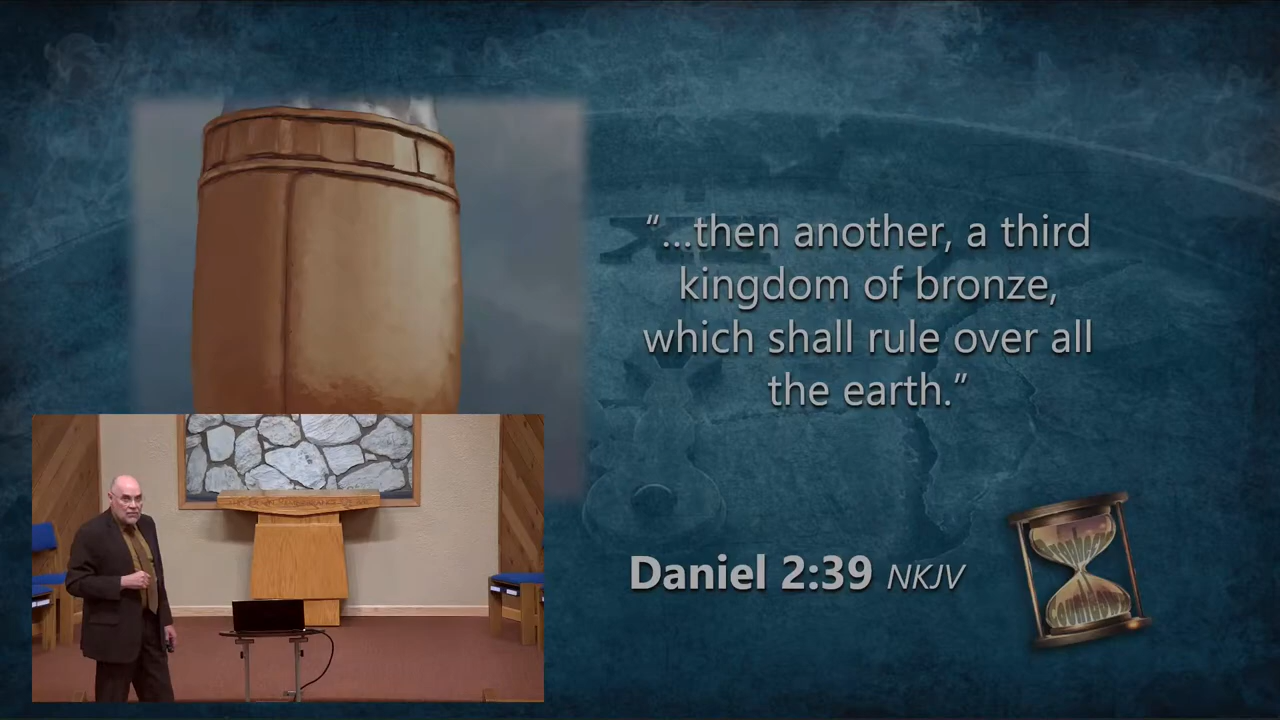 “...then another, a third
kingdom of bronze,
which shall rule over all
the earth.”
Daniel 2:39 NKJV